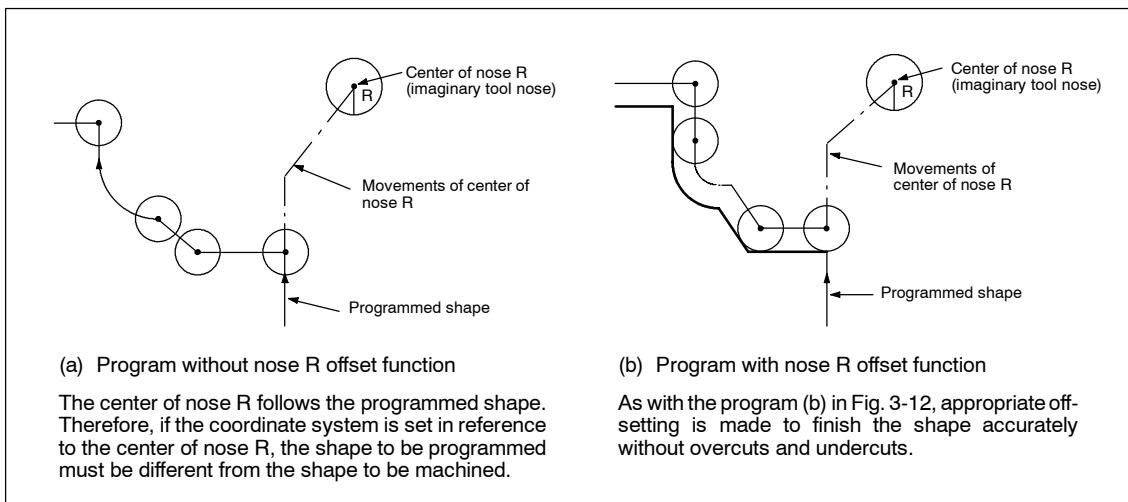 Center of nose R
(imaginary tool nose)
R
Movements of center of
nose R
Programmed shape
(a) Program without nose R offset function
The center of nose R follows the programmed shape.
Therefore, if the coordinate system is set in reference
to the center of nose R, the shape to be programmed
must be different from the shape to be machined.
Center of nose R
(imaginary tool nose)
R
Movements of
center of nose R
Programmed shape
(b) Program with nose R offset function
As with the program (b) in Fig. 3-12, appropriate off-
setting is made to finish the shape accurately
without overcuts and undercuts.